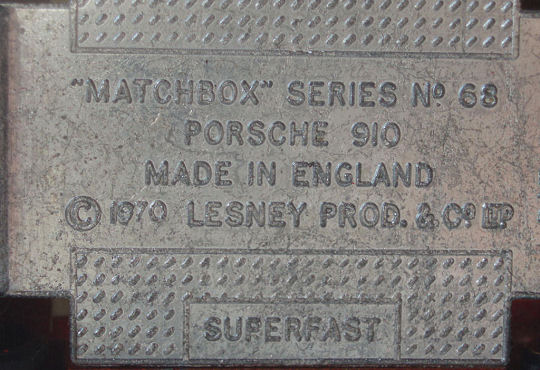 "MATCHBOX" SERIES Nº 68
PORSCHE 910
MADE IN ENGLAND
© 1970 LESNEY PROD. & Cº LTD
SUPERFAST